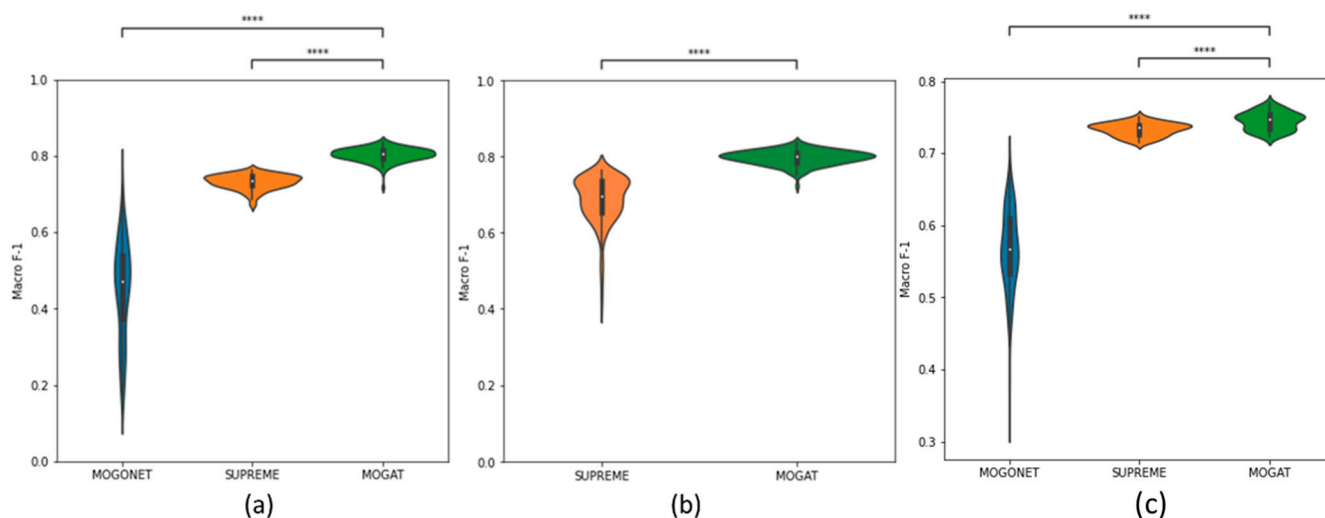 ****
****
1.0
0.8
0.6
0.4
0.2
0.0
Macro F-1
MOGONET SUPREME MOGAT
(a)
****
1.0
0.8
0.6
0.4
0.2
0.0
Macro F-1
SUPREME MOGAT
(b)
****
****
0.8
0.7
0.6
0.5
0.4
0.3
Macro F-1
MOGONET SUPREME MOGAT
(c)